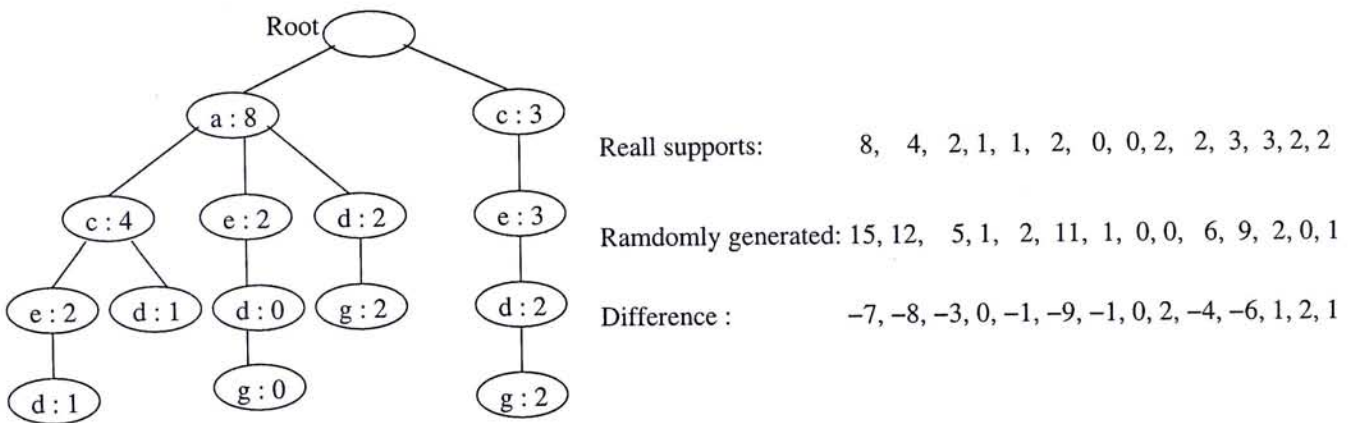 Root
a : 8
c : 3
c : 4
e : 2
d : 2
e : 3
e : 2
d : 1
d : 0
g : 2
d : 2
d : 1
g : 0
g : 2
Reall supports: 8, 4, 2, 1, 1, 2, 0, 0, 2, 2, 3, 3, 2, 2
Ramdomly generated: 15, 12, 5, 1, 2, 11, 1, 0, 0, 6, 9, 2, 0, 1
Difference : –7, –8, –3, 0, –1, –9, –1, 0, 2, –4, –6, 1, 2, 1